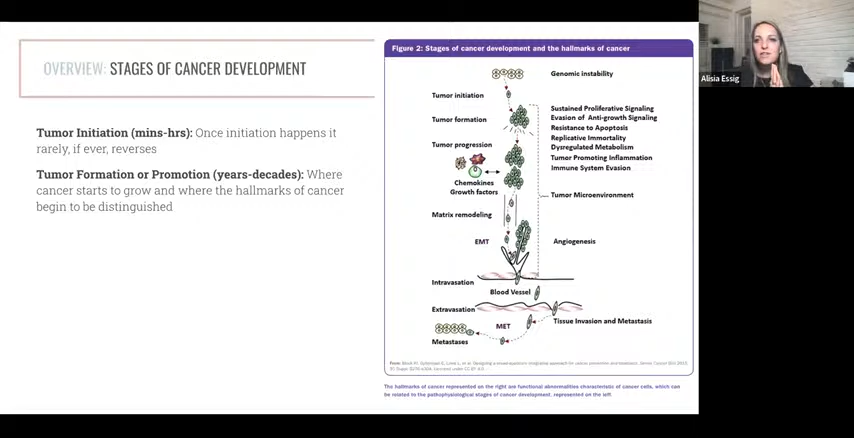 OVERVIEW: STAGES OF CANCER DEVELOPMENT
Tumor Initiation (mins-hrs): Once initiation happens it
rarely, if ever, reverses
Tumor Formation or Promotion (years-decades): Where
cancer starts to grow and where the hallmarks of cancer
begin to be distinguished
Figure 2: Stages of cancer development and the hallmarks of cancer
Genomic instability
Tumor initiation
Sustained Proliferative Signaling
Tumor formation
Evasion of Anti-growth Signaling
Resistance to Apoptosis
Replicative Immortality
Tumor progression
Dysregulated Metabolism
Tumor Promoting Inflammation
Immune System Evasion
Chemokines
Growth factors
Tumor Microenvironment
Matrix remodeling
EMT
Angiogenesis
Intravasation
Blood Vessel
Extravasation
Tissue Invasion and Metastasis
MET
Metastases
The hallmarks of cancer represented on the right are functional abnormalities characteristic of cancer cells, which can
be related to the pathophysiological stages of cancer development, represented on the left
Alisia Essig